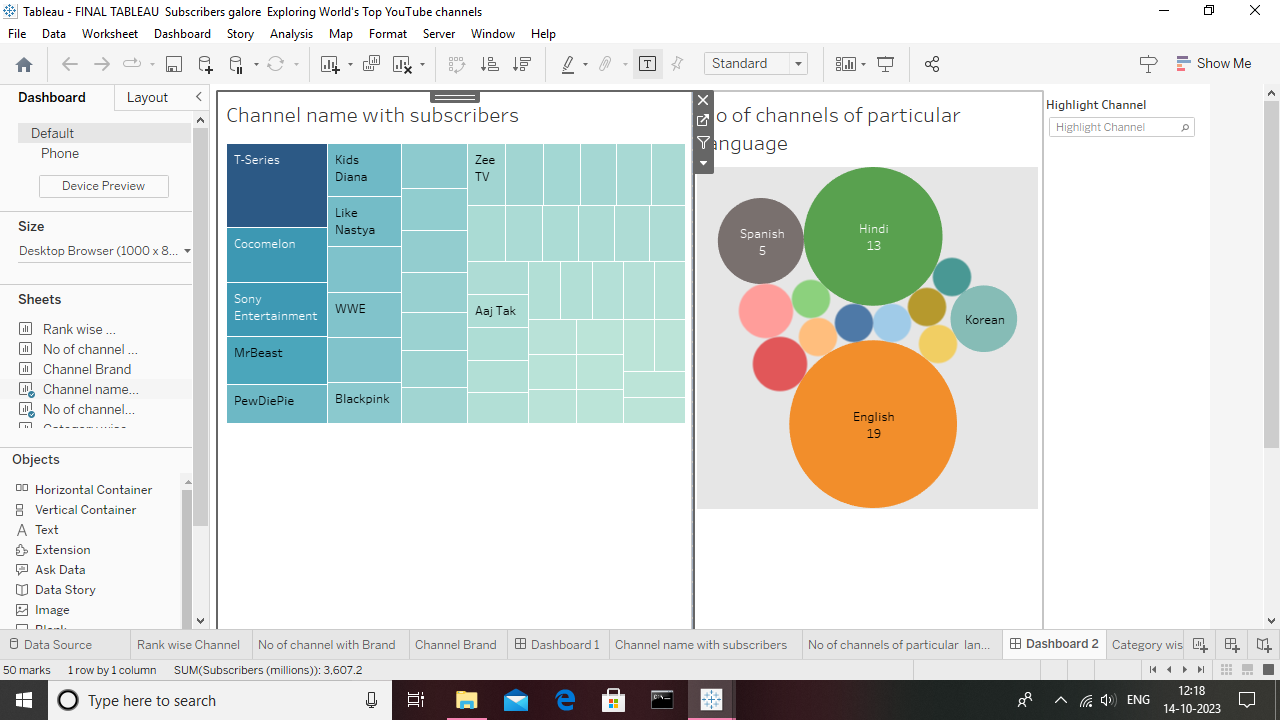 Tableau - FINAL TABLEAU  Subscribers galore  Exploring World's Top YouTube channels
File Data Worksheet Dashboard Story Analysis Map Format Server Window Help
Standard
Show Me
Dashboard
Layout
Default
Phone
Device Preview
Size
Desktop Browser (1000 x 8...
Sheets
Rank wise ...
No of channel ...
Channel Brand
Channel name...
No of channel...
Objects
Horizontal Container
Vertical Container
Text
Extension
Ask Data
Data Story
Image
Channel name with subscribers
T-Series
Cocomelon
Sony
Entertainment
MrBeast
PewDiePie
Kids
Diana
Like
Nastya
WWE
Blackpink
Zee
TV
Aaj Tak
o of channels of particular
anguage
Spanish
5
Hindi
13
Korean
English
19
Highlight Channel
Highlight Channel
Data Source
Rank wise Channel
No of channel with Brand
Channel Brand
Dashboard 1
Channel name with subscribers
No of channels of particular  lan...
Dashboard 2
Category wis
50 marks
1 row by 1 column
SUM(Subscribers (millions)): 3,607.2
Type here to search
ENG
12:18
14-10-2023